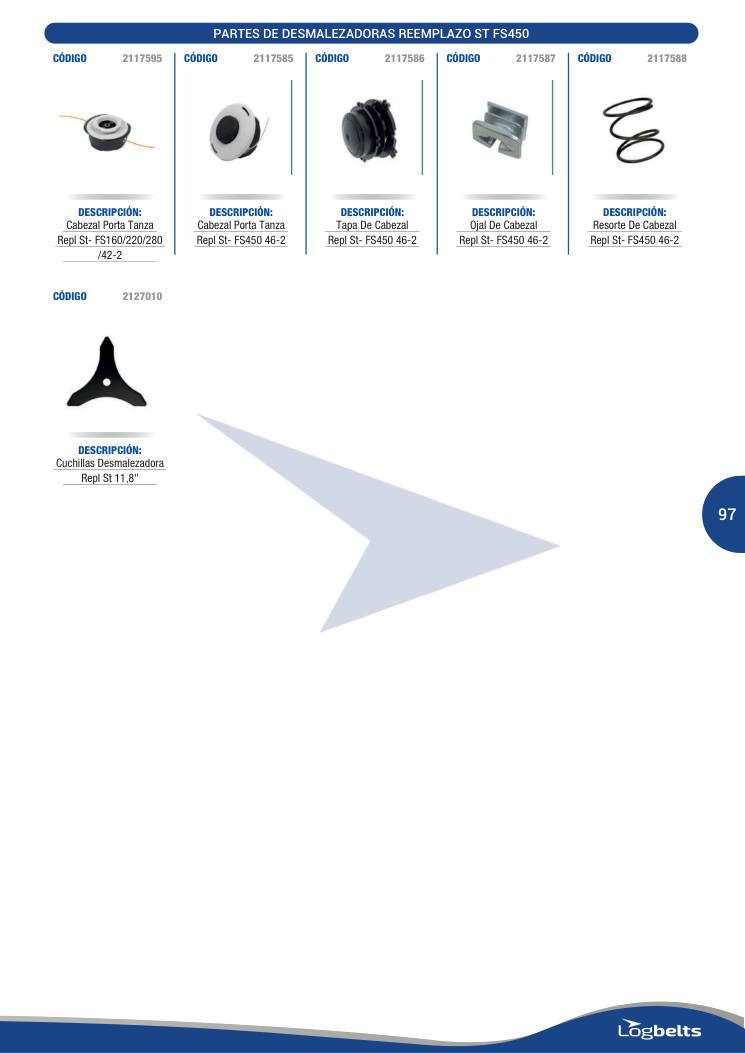 PARTES DE DESMALEZADORAS REEMPLAZO ST FS450
CÓDIGO 2117595
DESCRIPCIÓN:
Cabezal Porta Tanza
Repl St- FS160/220/280
/42-2
CÓDIGO 2117585
DESCRIPCIÓN:
Cabezal Porta Tanza
Repl St- FS450 46-2
CÓDIGO 2117586
DESCRIPCIÓN:
Tapa De Cabezal
Repl St- FS450 46-2
CÓDIGO 2117587
DESCRIPCIÓN:
Ojal De Cabezal
Repl St- FS450 46-2
CÓDIGO 2117588
DESCRIPCIÓN:
Resorte De Cabezal
Repl St- FS450 46-2
CÓDIGO 2127010
DESCRIPCIÓN:
Cuchillas Desmalezadora
Repl St 11,8"
97
Logbelts